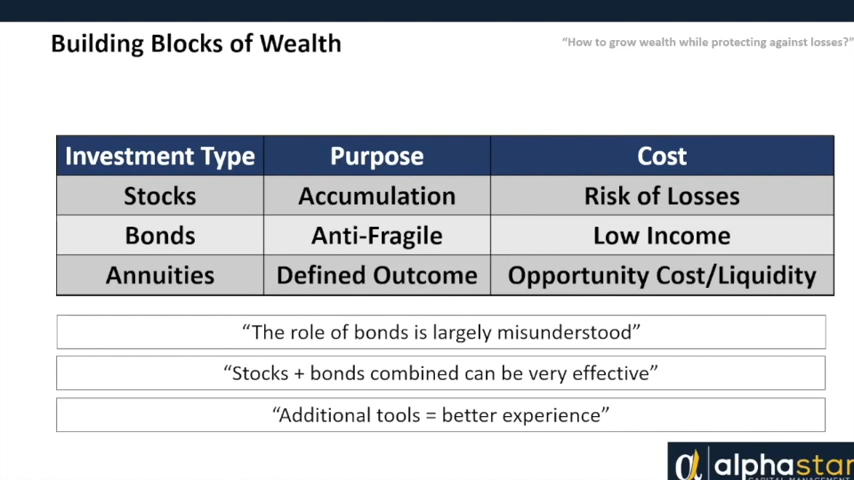 Building Blocks of Wealth
“How to grow wealth while protecting against losses?”
Investment Type Purpose Cost
Stocks Accumulation Risk of Losses
Bonds Anti-Fragile Low Income
Annuities Defined Outcome Opportunity Cost/Liquidity
“The role of bonds is largely misunderstood”
“Stocks + bonds combined can be very effective”
“Additional tools = better experience”
alphastar
CAPITAL MANAGEMENT